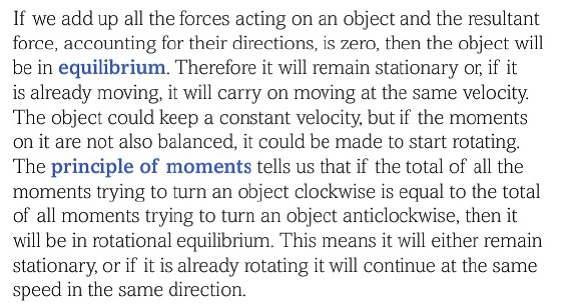 If we add up all the forces acting on an object and the resultant
force, accounting for their directions, is zero, then the object will
be in equilibrium. Therefore it will remain stationary or, if it
is already moving, it will carry on moving at the same velocity.
The object could keep a constant velocity, but if the moments
on it are not also balanced, it could be made to start rotating.
The principle of moments tells us that if the total of all the
moments trying to turn an object clockwise is equal to the total
of all moments trying to turn an object anticlockwise, then it
will be in rotational equilibrium. This means it will either remain
stationary, or if it is already rotating it will continue at the same
speed in the same direction.